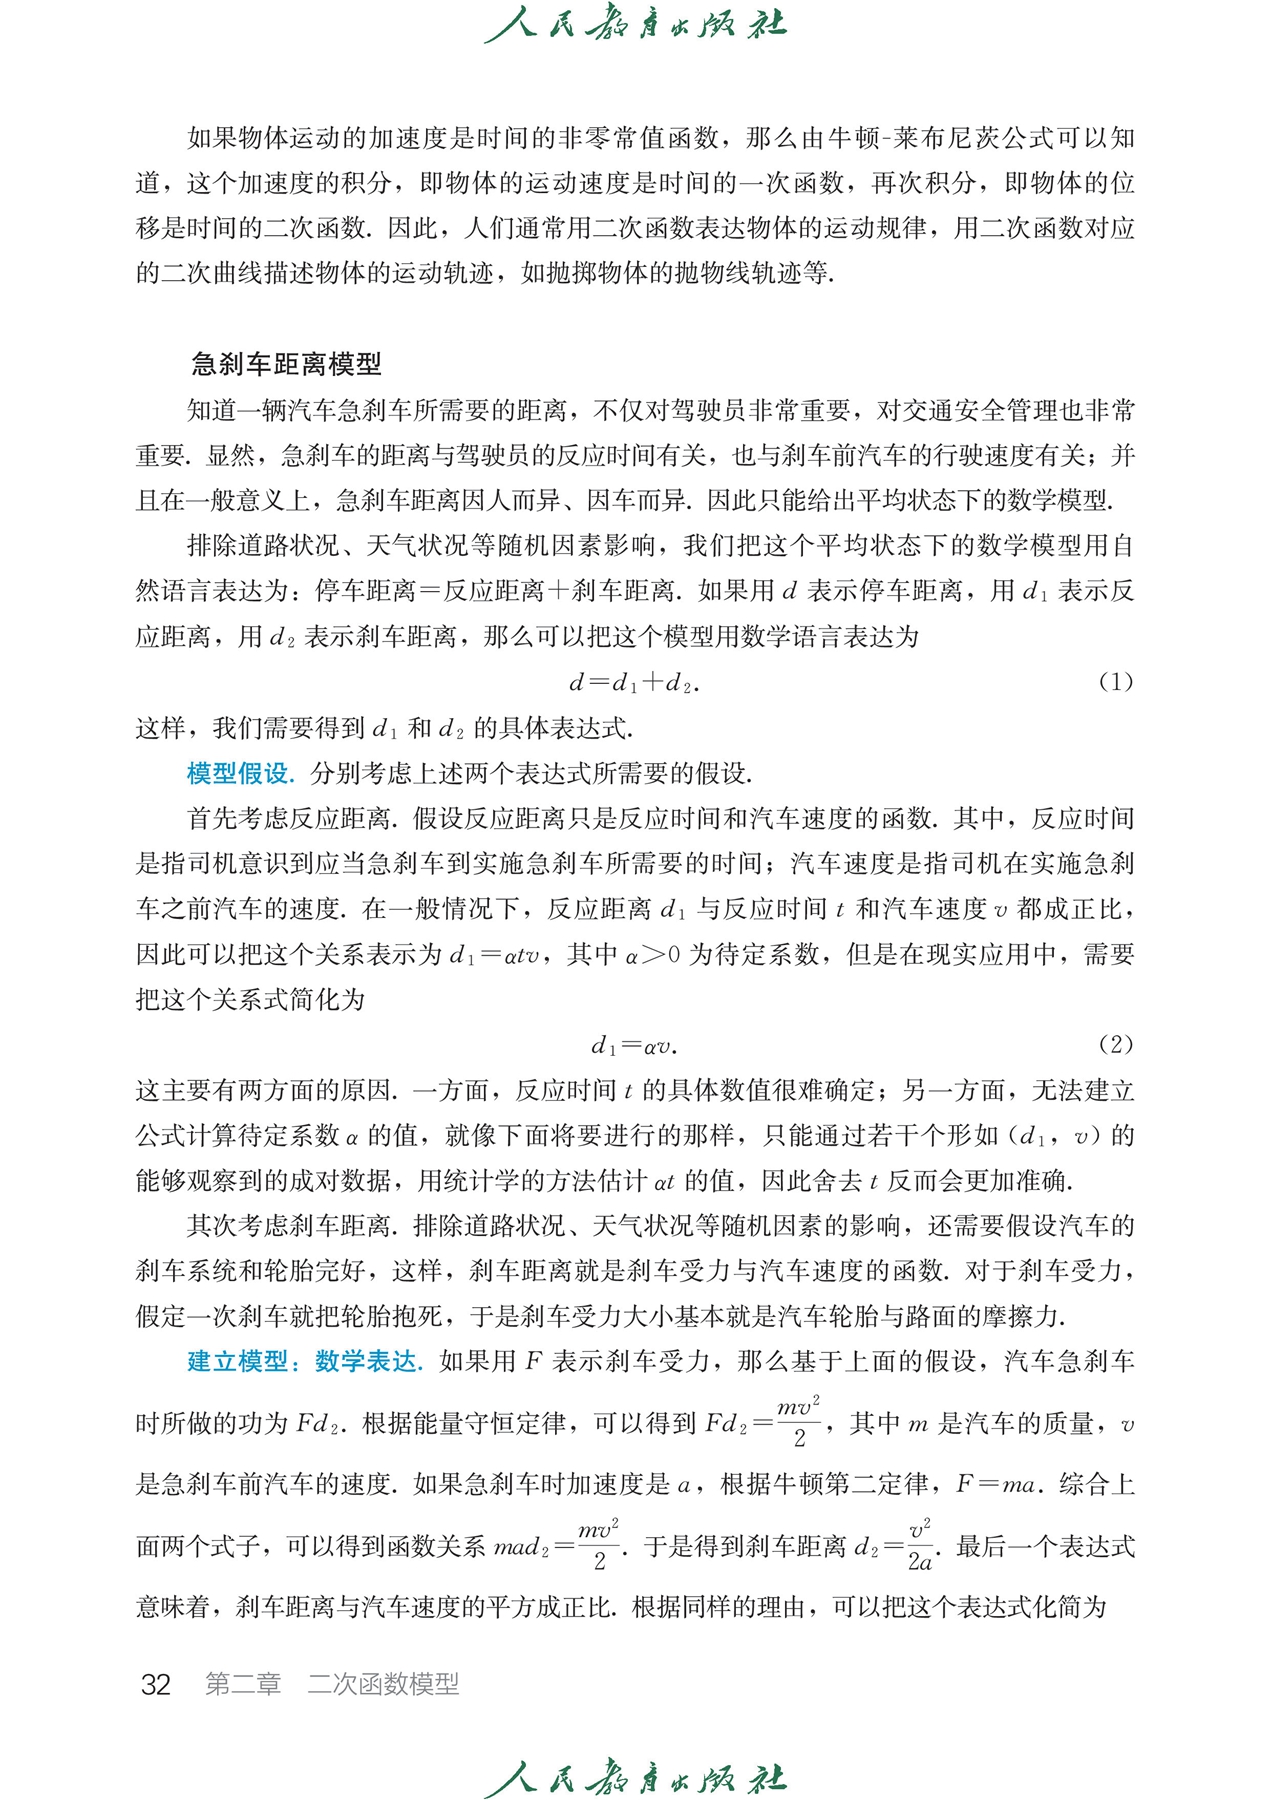 人民教育出版社
如果物体运动的加速度是时间的非零常值函数，那么由牛顿-莱布尼茨公式可以知
道，这个加速度的积分，即物体的运动速度是时间的一次函数，再次积分，即物体的位
移是时间的二次函数．因此，人们通常用二次函数表达物体的运动规律，用二次函数对应
的二次曲线描述物体的运动轨迹，如抛掷物体的抛物线轨迹等．
急刹车距离模型
知道一辆汽车急刹车所需要的距离，不仅对驾驶员非常重要，对交通安全管理也非常
重要．显然，急刹车的距离与驾驶员的反应时间有关，也与刹车前汽车的行驶速度有关；并
且在一般意义上，急刹车距离因人而异、因车而异．因此只能给出平均状态下的数学模型．
排除道路状况、天气状况等随机因素影响，我们把这个平均状态下的数学模型用自
然语言表达为：停车距离＝反应距离＋刹车距离．如果用 d 表示停车距离，用 d₁ 表示反
应距离，用 d₂ 表示刹车距离，那么可以把这个模型用数学语言表达为
d＝d₁＋d₂． （1）
这样，我们需要得到 d₁ 和 d₂ 的具体表达式．
模型假设．分别考虑上述两个表达式所需要的假设．
首先考虑反应距离．假设反应距离只是反应时间和汽车速度的函数．其中，反应时间
是指司机意识到应当急刹车到实施急刹车所需要的时间；汽车速度是指司机在实施急刹
车之前汽车的速度．在一般情况下，反应距离 d₁ 与反应时间 t 和汽车速度 v 都成正比，
因此可以把这个关系表示为 d₁＝αtv，其中 α＞0 为待定系数，但是在现实应用中，需要
把这个关系式简化为
d₁＝αv． （2）
这主要有两方面的原因．一方面，反应时间 t 的具体数值很难确定；另一方面，无法建立
公式计算待定系数 α 的值，就像下面将要进行的那样，只能通过若干个形如（d₁，v）的
能够观察到的成对数据，用统计学的方法估计 αt 的值，因此舍去 t 反而会更加准确．
其次考虑刹车距离．排除道路状况、天气状况等随机因素的影响，还需要假设汽车的
刹车系统和轮胎完好，这样，刹车距离就是刹车受力与汽车速度的函数．对于刹车受力，
假定一次刹车就把轮胎抱死，于是刹车受力大小基本就是汽车轮胎与路面的摩擦力．
建立模型：数学表达．如果用 F 表示刹车受力，那么基于上面的假设，汽车急刹车
时所做的功为 Fd₂．根据能量守恒定律，可以得到 Fd₂＝mv²/2，其中 m 是汽车的质量，v
是急刹车前汽车的速度．如果急刹车时加速度是 a，根据牛顿第二定律，F＝ma．综合上
面两个式子，可以得到函数关系 mad₂＝mv²/2．于是得到刹车距离 d₂＝v²/2a．最后一个表达式
意味着，刹车距离与汽车速度的平方成正比．根据同样的理由，可以把这个表达式化简为
32 第二章 二次函数模型
人民教育出版社